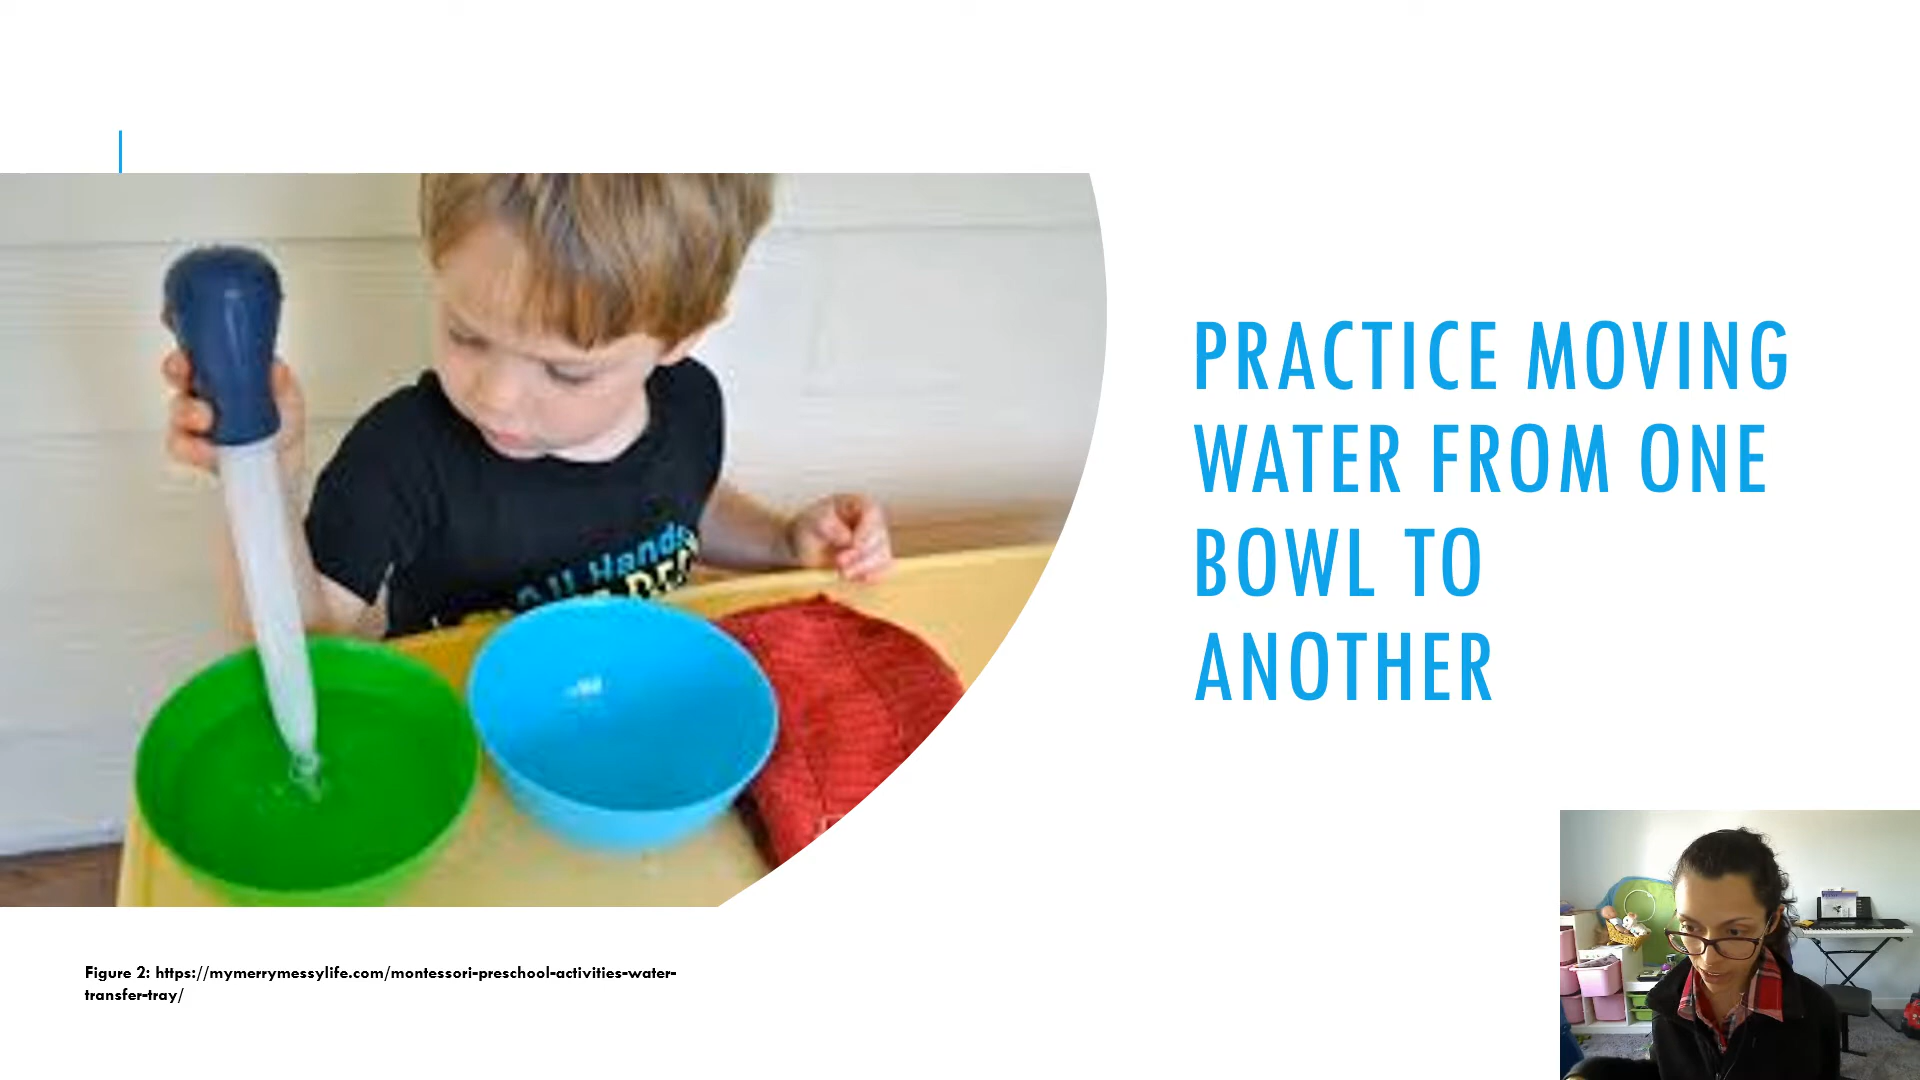 PRACTICE MOVING
WATER FROM ONE
BOWL TO
ANOTHER
Hands
Figure 2: https://mymerrymessylife.com/montessori-preschool-activities-water-
transfer-tray/